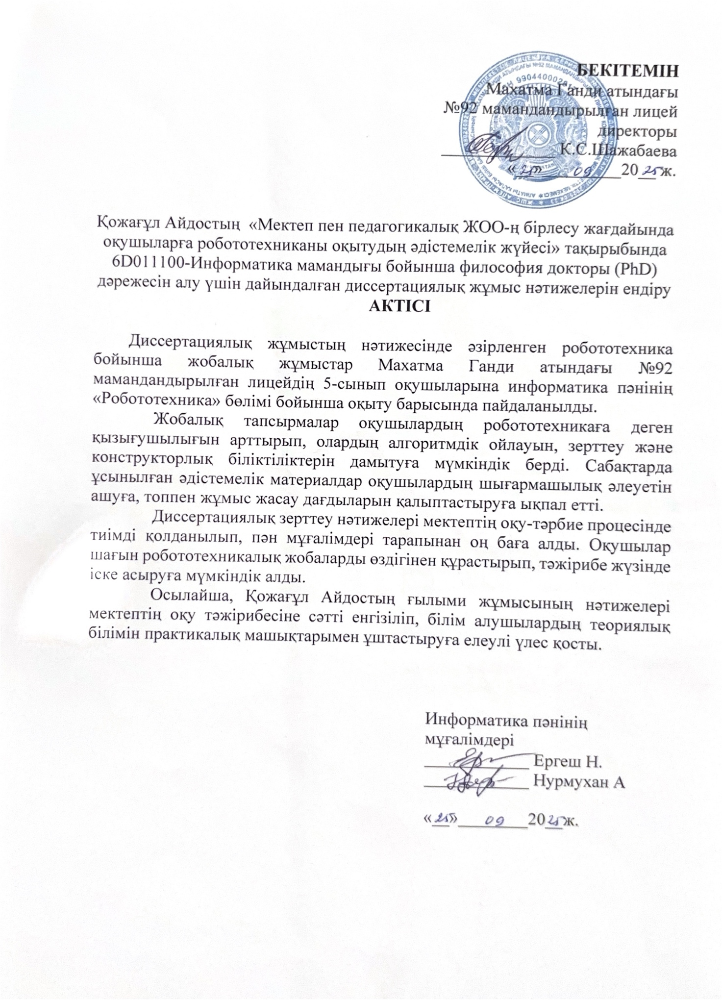 БЕКІТЕМІН
Махатма Ганди атындағы
№92 мамандандырылған лицей
директоры
К.С.Шажабаева
«25» 09 2025 ж.
Қожағұл Айдостың «Мектеп пен педагогикалық ЖОО-ң бірлесу жағдайында
оқушыларға робототехниканы оқытудың әдістемелік жүйесі» тақырыбында
6D011100-Информатика мамандығы бойынша философия докторы (PhD)
дәрежесін алу үшін дайындалған диссертациялық жұмыс нәтижелерін ендіру
АКТІСІ
Диссертациялық жұмыстың нәтижесінде әзірленген робототехника
бойынша жобалық жұмыстар Махатма Ганди атындағы №92
мамандандырылған лицейдің 5-сынып оқушыларына информатика пәнінің
«Робототехника» бөлімі бойынша оқыту барысында пайдаланылды.
Жобалық тапсырмалар оқушылардың робототехникаға деген
қызығушылығын арттырып, олардың алгоритмдік ойлауын, зерттеу және
конструкторлық біліктіліктерін дамытуға мүмкіндік берді. Сабақтарда
ұсынылған әдістемелік материалдар оқушылардың шығармашылық әлеуетін
ашуға, топпен жұмыс жасау дағдыларын қалыптастыруға ықпал етті.
Диссертациялық зерттеу нәтижелері мектептің оқу-тәрбие процесінде
тиімді қолданылып, пән мұғалімдері тарапынан оң баға алды. Оқушылар
шағын робототехникалық жобаларды өздігінен құрастырып, тәжірибе жүзінде
іске асыруға мүмкіндік алды.
Осылайша, Қожағұл Айдостың ғылыми жұмысының нәтижелері
мектептің оқу тәжірибесіне сәтті енгізіліп, білім алушылардың теориялық
білімін практикалық машықтарымен ұштастыруға елеулі үлес қосты.
Информатика пәнінің
мұғалімдері
Ергеш Н.
Нурмухан А
«25» 09 2025 ж.